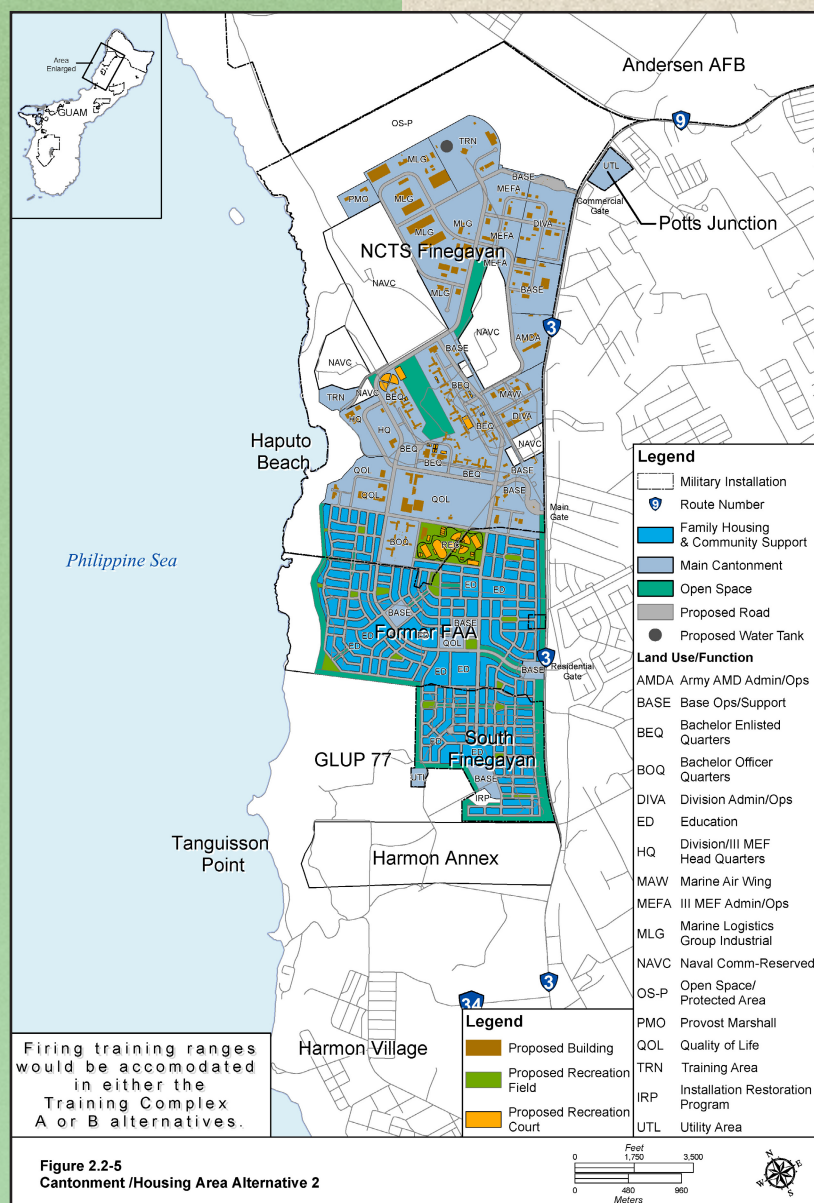 Area
Enlarged
GUAM
Andersen AFB
9
OS-P
TRN
MLG
UTL
BASE
MEFA
PMO
MLG
Commercial
Gate
Potts Junction
MLG
DIVA
MLG
MEFA
NCTS Finegayan
MEFA
NAVC
MLG
BASE
3
NAVC
AMDA
BASE
NAVC
BEQ
NAVC
TRN
BEQ
MAW
HQ
DIVA
HQ
BEQ
NAVC
Haputo
Beach
BEQ
BEQ
QOL
BEQ
BASE
QOL
QOL
BASE
Main
Gate
BOQ
REC
Philippine Sea
ED
ED
BASE
BASE
Former FAA
ED
ED
QOL
ED
3
ED
ED
BASE
Residential
Gate
South
Finegayan
ED
ED
GLUP 77
UTL
BASE
IRP
Tanguisson
Point
Harmon Annex
3
34
Harmon Village
Legend
Military Installation
9 Route Number
Family Housing
& Community Support
Main Cantonment
Open Space
Proposed Road
Proposed Water Tank
Land Use/Function
AMDA Army AMD Admin/Ops
BASE Base Ops/Support
BEQ Bachelor Enlisted
Quarters
BOQ Bachelor Officer
Quarters
DIVA Division Admin/Ops
ED Education
HQ Division/III MEF
Head Quarters
MAW Marine Air Wing
MEFA III MEF Admin/Ops
MLG Marine Logistics
Group Industrial
NAVC Naval Comm-Reserved
OS-P Open Space/
Protected Area
PMO Provost Marshall
QOL Quality of Life
TRN Training Area
IRP Installation Restoration
Program
UTL Utility Area
Legend
Proposed Building
Proposed Recreation
Field
Proposed Recreation
Court
Firing training ranges
would be accomodated
in either the
Training Complex
A or B alternatives.
Figure 2.2-5
Cantonment /Housing Area Alternative 2
Feet
0 1,750 3,500
0 480 960
Meters
N
E
S
W